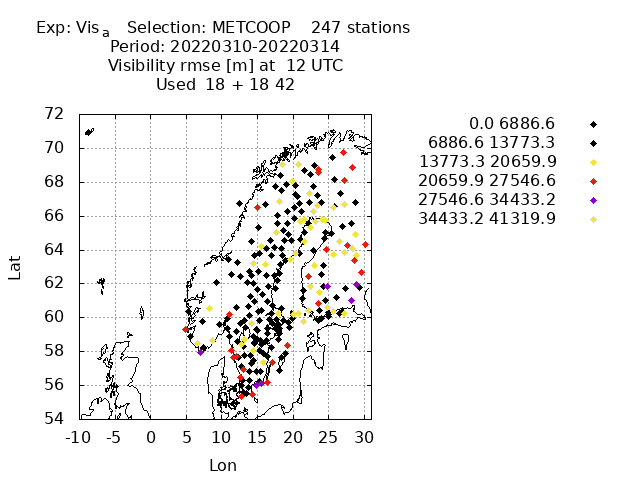 Exp: Vis a Selection: METCOOP 247 stations
Period: 20220310-20220314
Visibility rmse [m] at 12 UTC
Used 18 + 18 42
0.0 6886.6
6886.6 13773.3
13773.3 20659.9
20659.9 27546.6
27546.6 34433.2
34433.2 41319.9
72
70
68
66
64
62
60
58
56
54
Lat
-10 -5 0 5 10 15 20 25 30
Lon